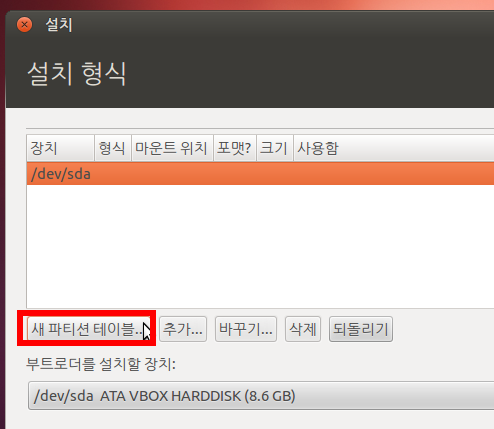 설치
설치 형식
장치 형식 마운트 위치 포맷? 크기 사용함
/dev/sda
새 파티션 테이블... 추가... 바꾸기... 삭제 되돌리기
부트로더를 설치할 장치:
/dev/sda ATA VBOX HARDDISK (8.6 GB)